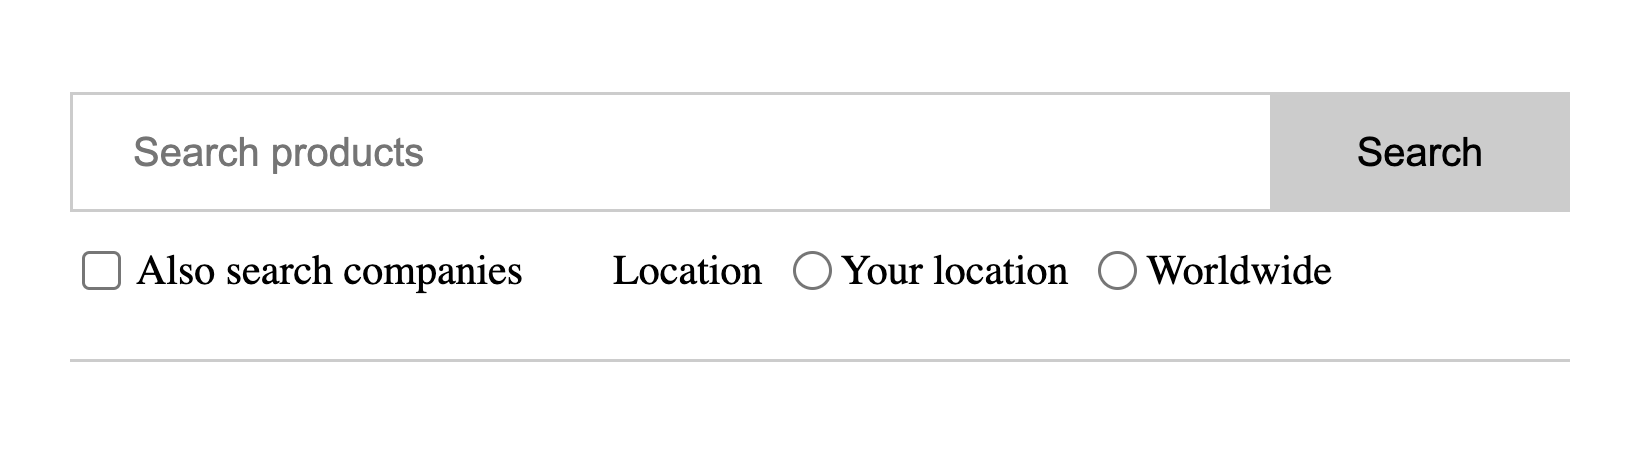 Search products Search
Also search companies Location Your location Worldwide